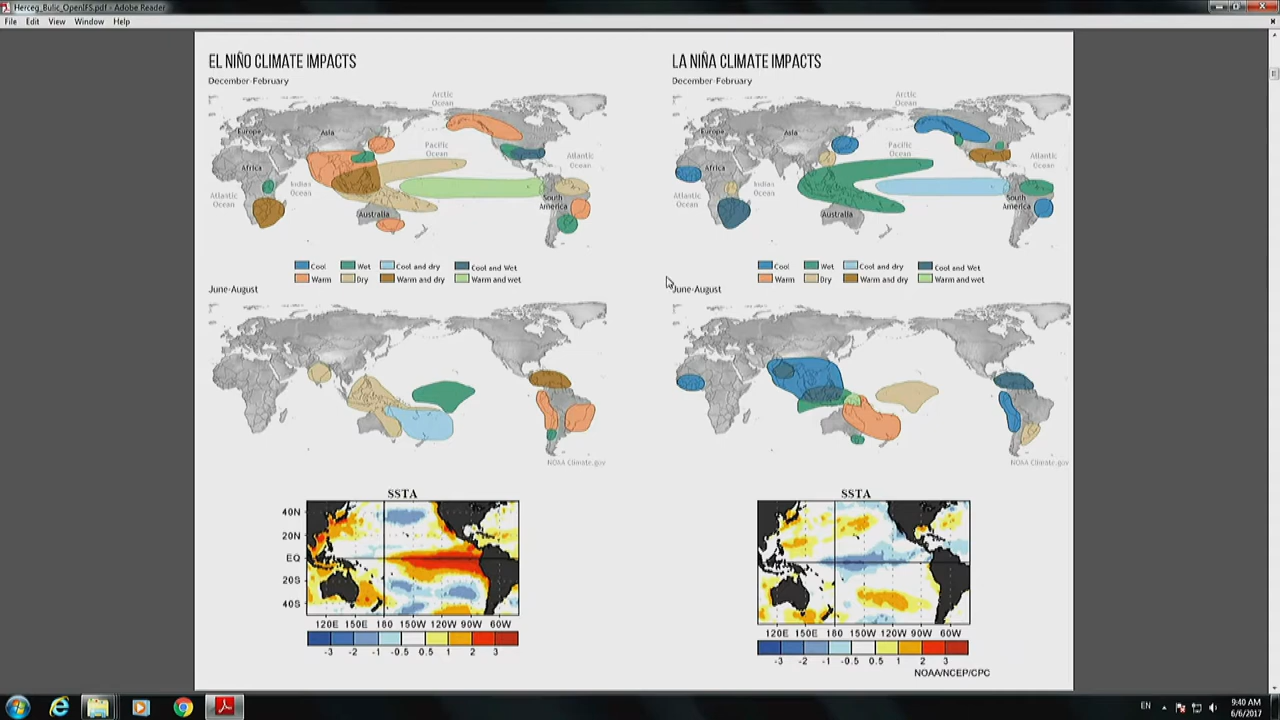 Herceg_Bulic_OpenIFS.pdf - Adobe Reader
File Edit View Window Help
EL NIÑO CLIMATE IMPACTS
December-February
Arctic Ocean
Europe
Asia
Pacific Ocean
Africa
Atlantic Ocean
Indian Ocean
Atlantic Ocean
South America
Australia
Cool Wet Cool and dry Cool and Wet
Warm Dry Warm and dry Warm and wet
June-August
NOAA Climate.gov
SSTA
40N
20N
EQ
20S
40S
120E 150E 180 150W 120W 90W 60W
-3 -2 -1 -0.5 0.5 1 2 3
LA NIÑA CLIMATE IMPACTS
December-February
Arctic Ocean
Europe
Asia
Pacific Ocean
Africa
Atlantic Ocean
Indian Ocean
Atlantic Ocean
South America
Australia
Cool Wet Cool and dry Cool and Wet
Warm Dry Warm and dry Warm and wet
June-August
NOAA Climate.gov
SSTA
120E 150E 180 150W 120W 90W 60W
-3 -2 -1 -0.5 0.5 1 2 3
NOAA/NCEP/CPC
EN
9:40 AM
6/6/2017